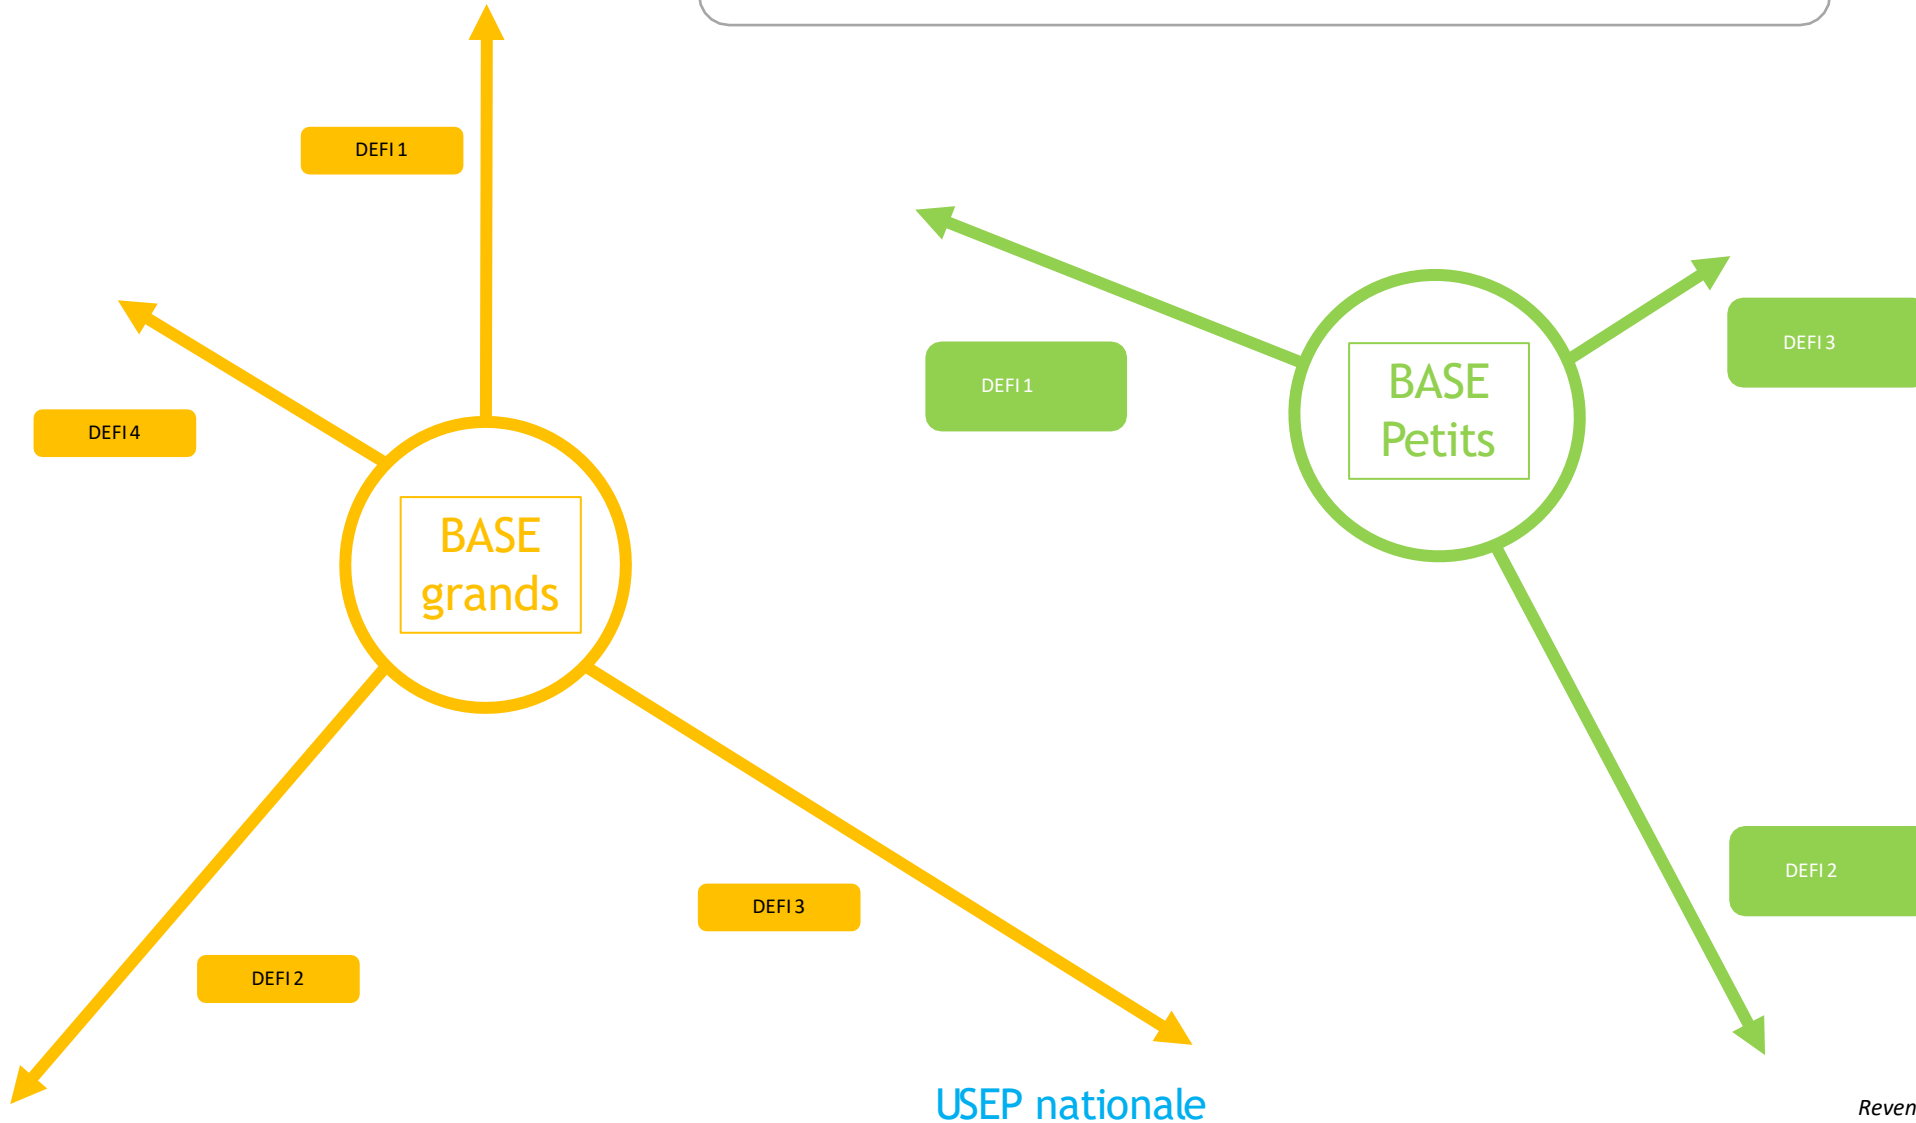 DEFI 1
DEFI 4
BASE
grands
DEFI 2
DEFI 3
DEFI 1
BASE
Petits
DEFI 3
DEFI 2
USEP nationale